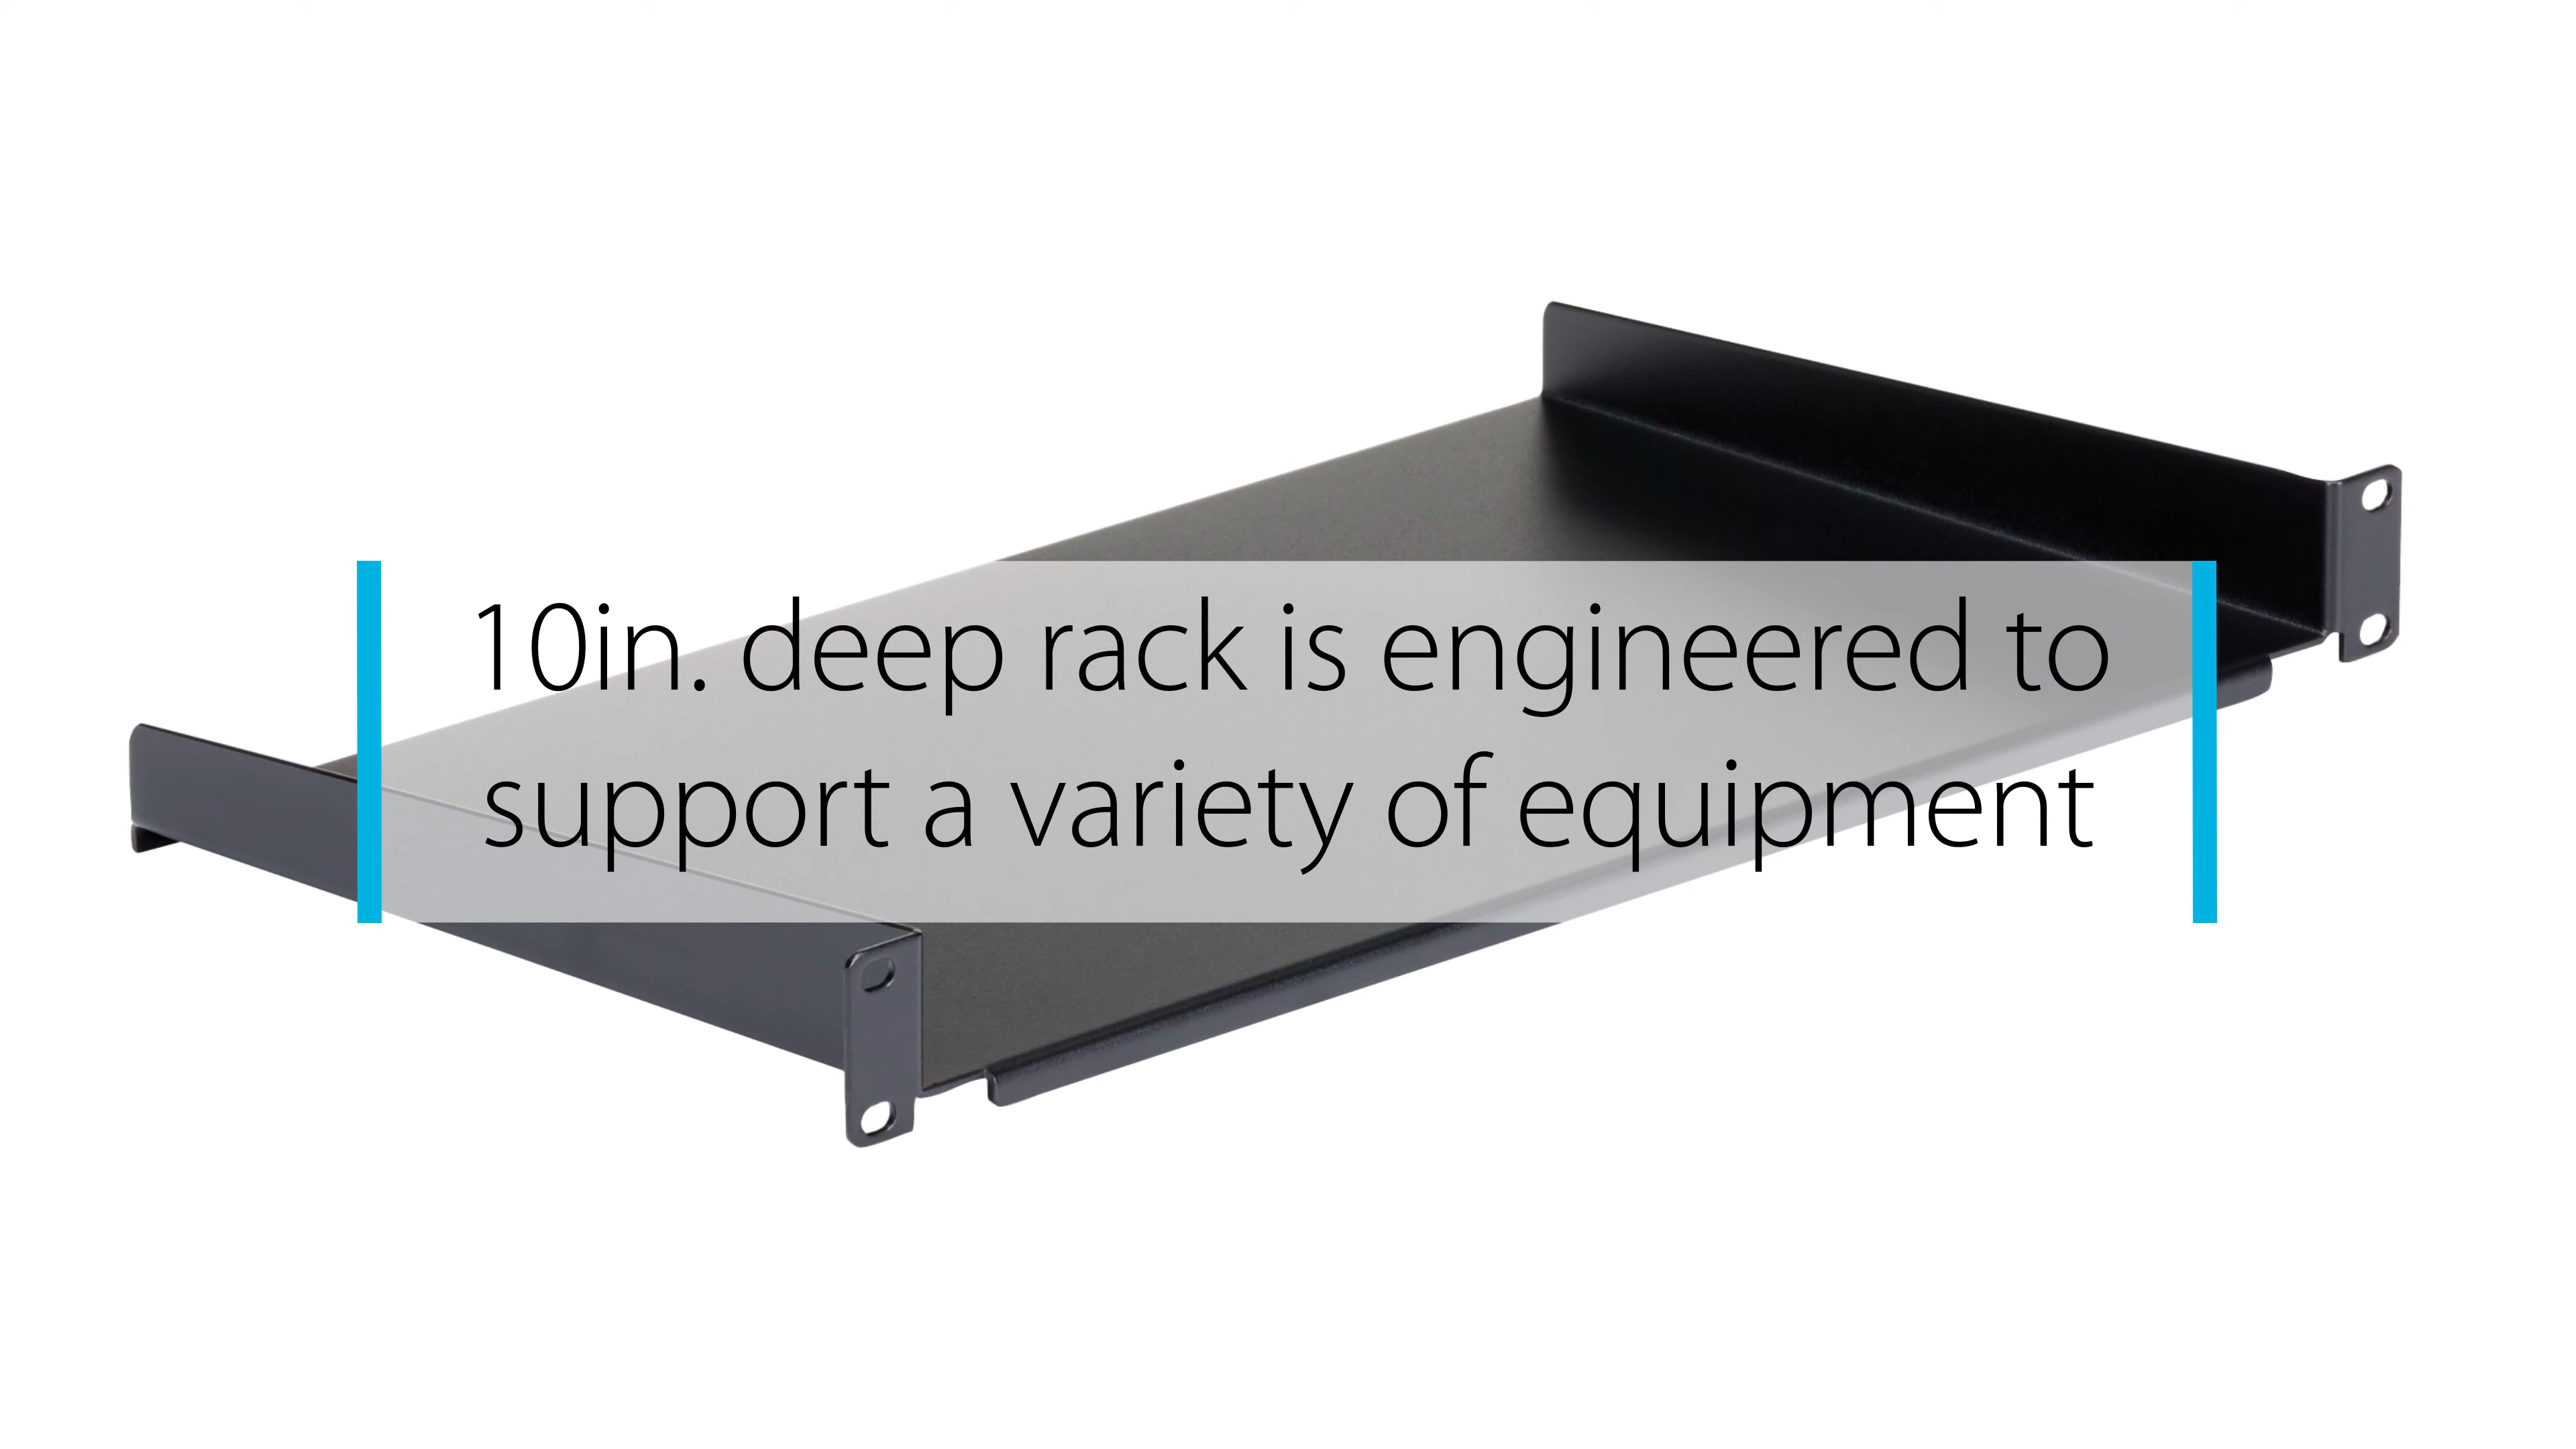 10in. deep rack is engineered to
support a variety of equipment